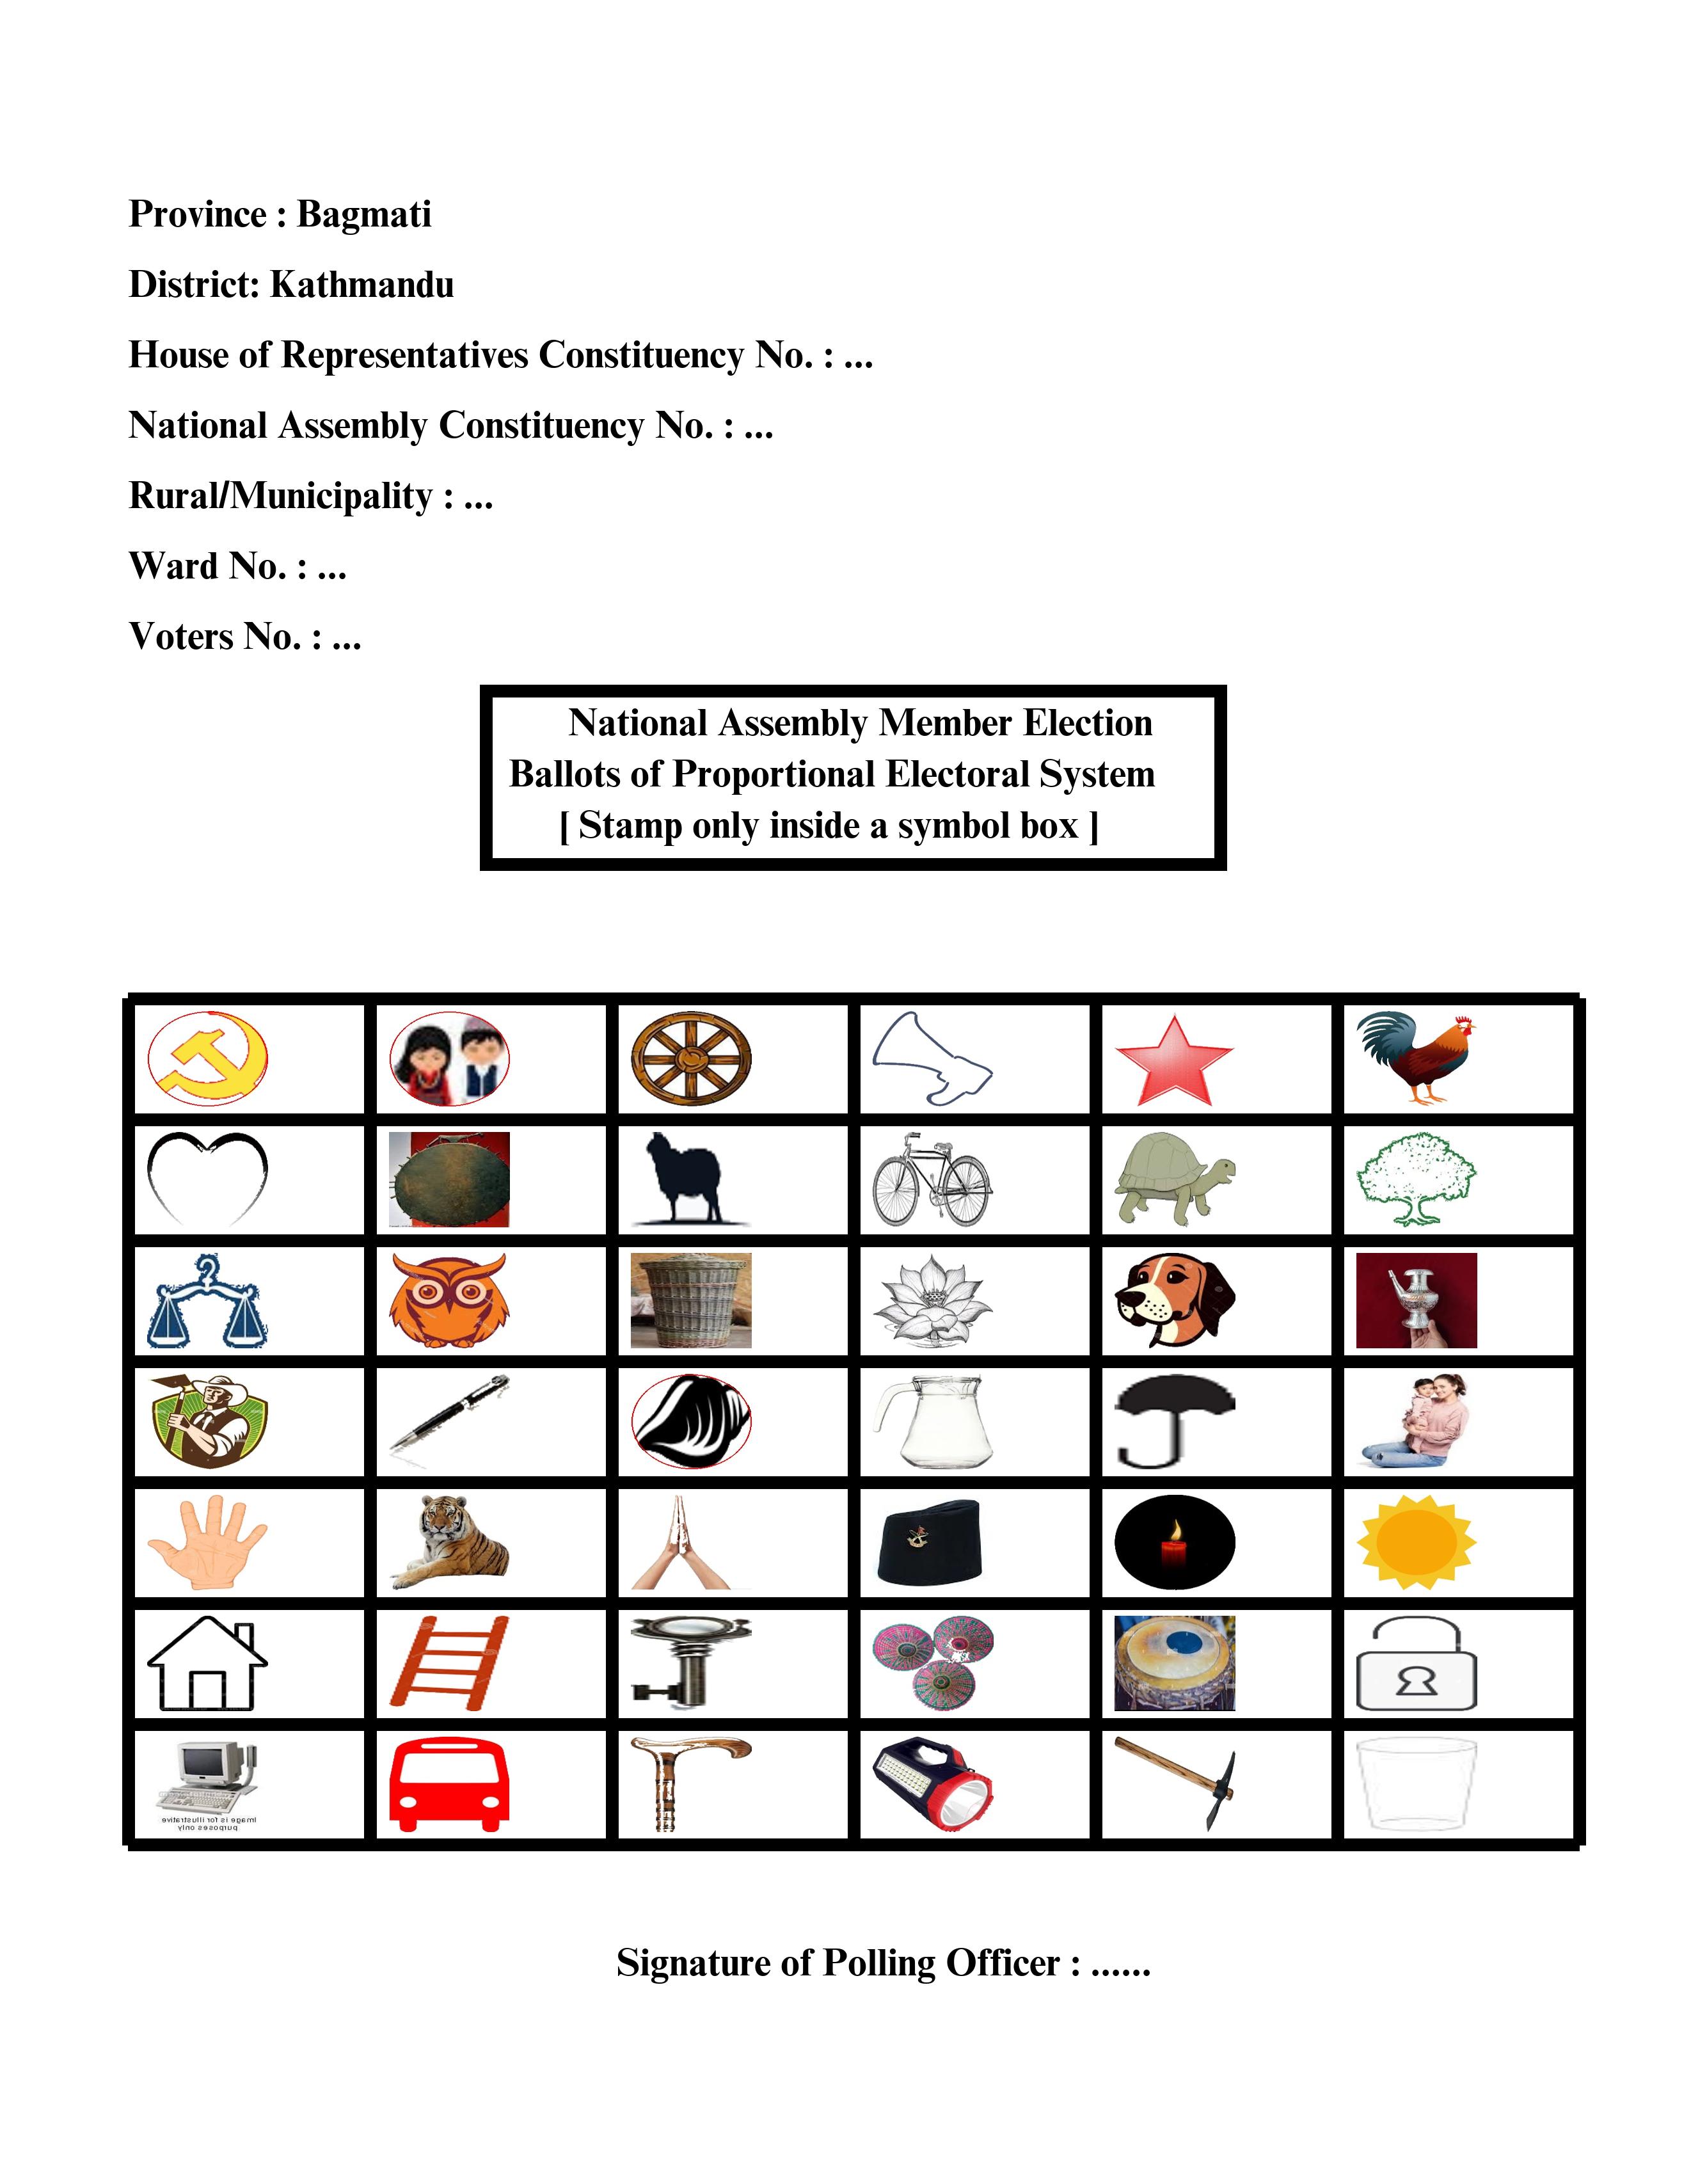 Province : Bagmati
District: Kathmandu
House of Representatives Constituency No. : ...
National Assembly Constituency No. : ...
Rural/Municipality : ...
Ward No. : ...
Voters No. : ...
National Assembly Member Election
Ballots of Proportional Electoral System
[ Stamp only inside a symbol box ]
Image is for illustrative
purposes only
Signature of Polling Officer : ......